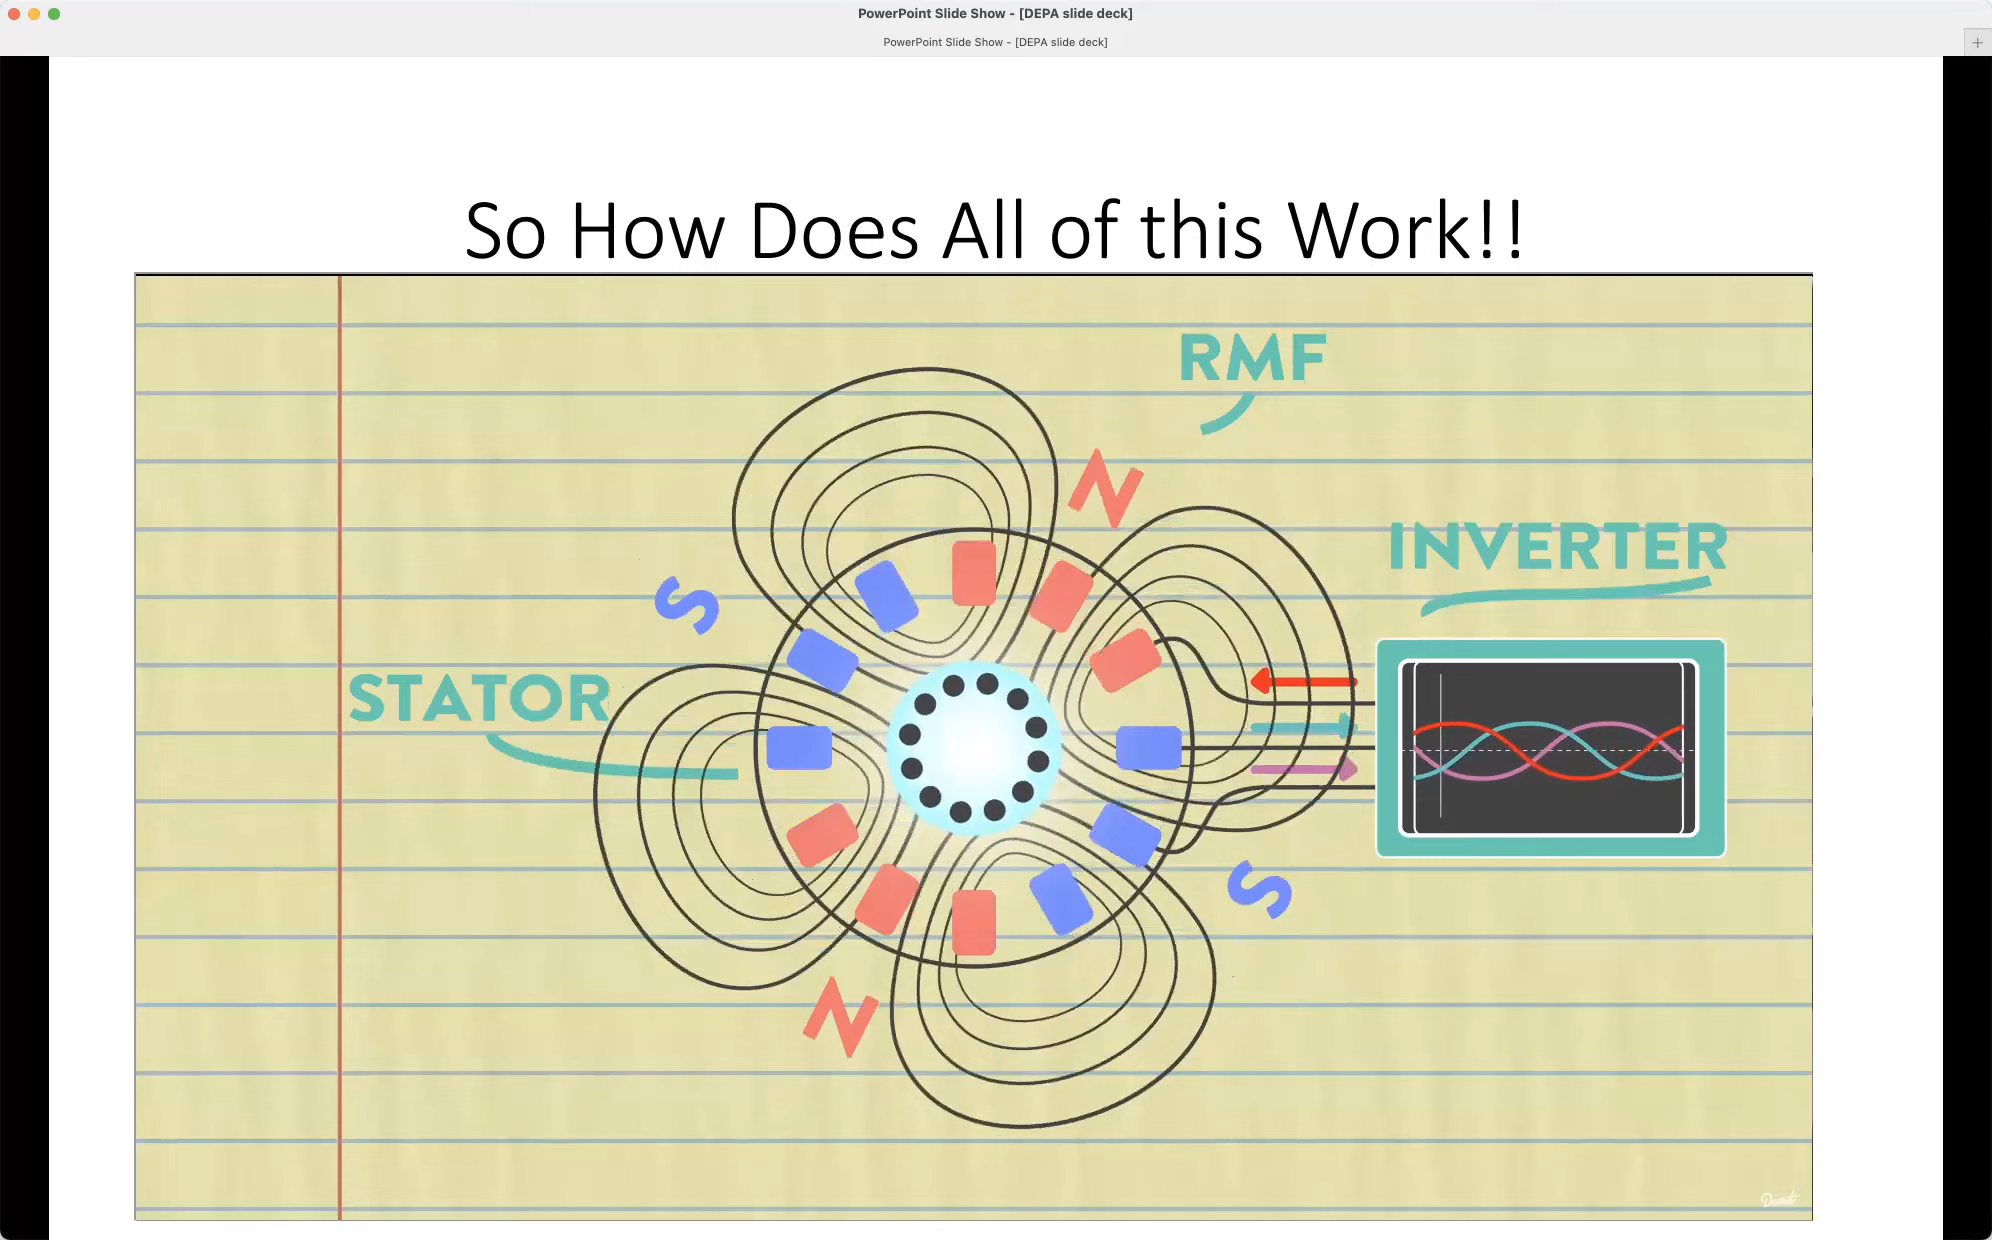 PowerPoint Slide Show - [DEPA slide deck]
PowerPoint Slide Show - [DEPA slide deck]
So How Does All of this Work!!
RMF
N
INVERTER
S
STATOR
S
N
Donut